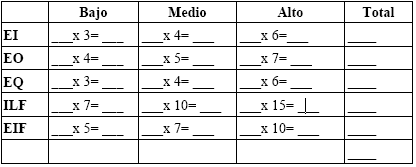 Bajo Medio Alto Total
EI ___x 3= ___ ___x 4= ___ ___x 6=___ ____
EO ___x 4= ___ ___x 5= ___ ___x 7= ___ ____
EQ ___x 3= ___ ___x 4= ___ ___x 6= ___ ____
ILF ___x 7= ___ ___x 10= ___ ___x 15= ___ ____
EIF ___x 5= ___ ___x 7= ___ ___x 10= ___ ____
____